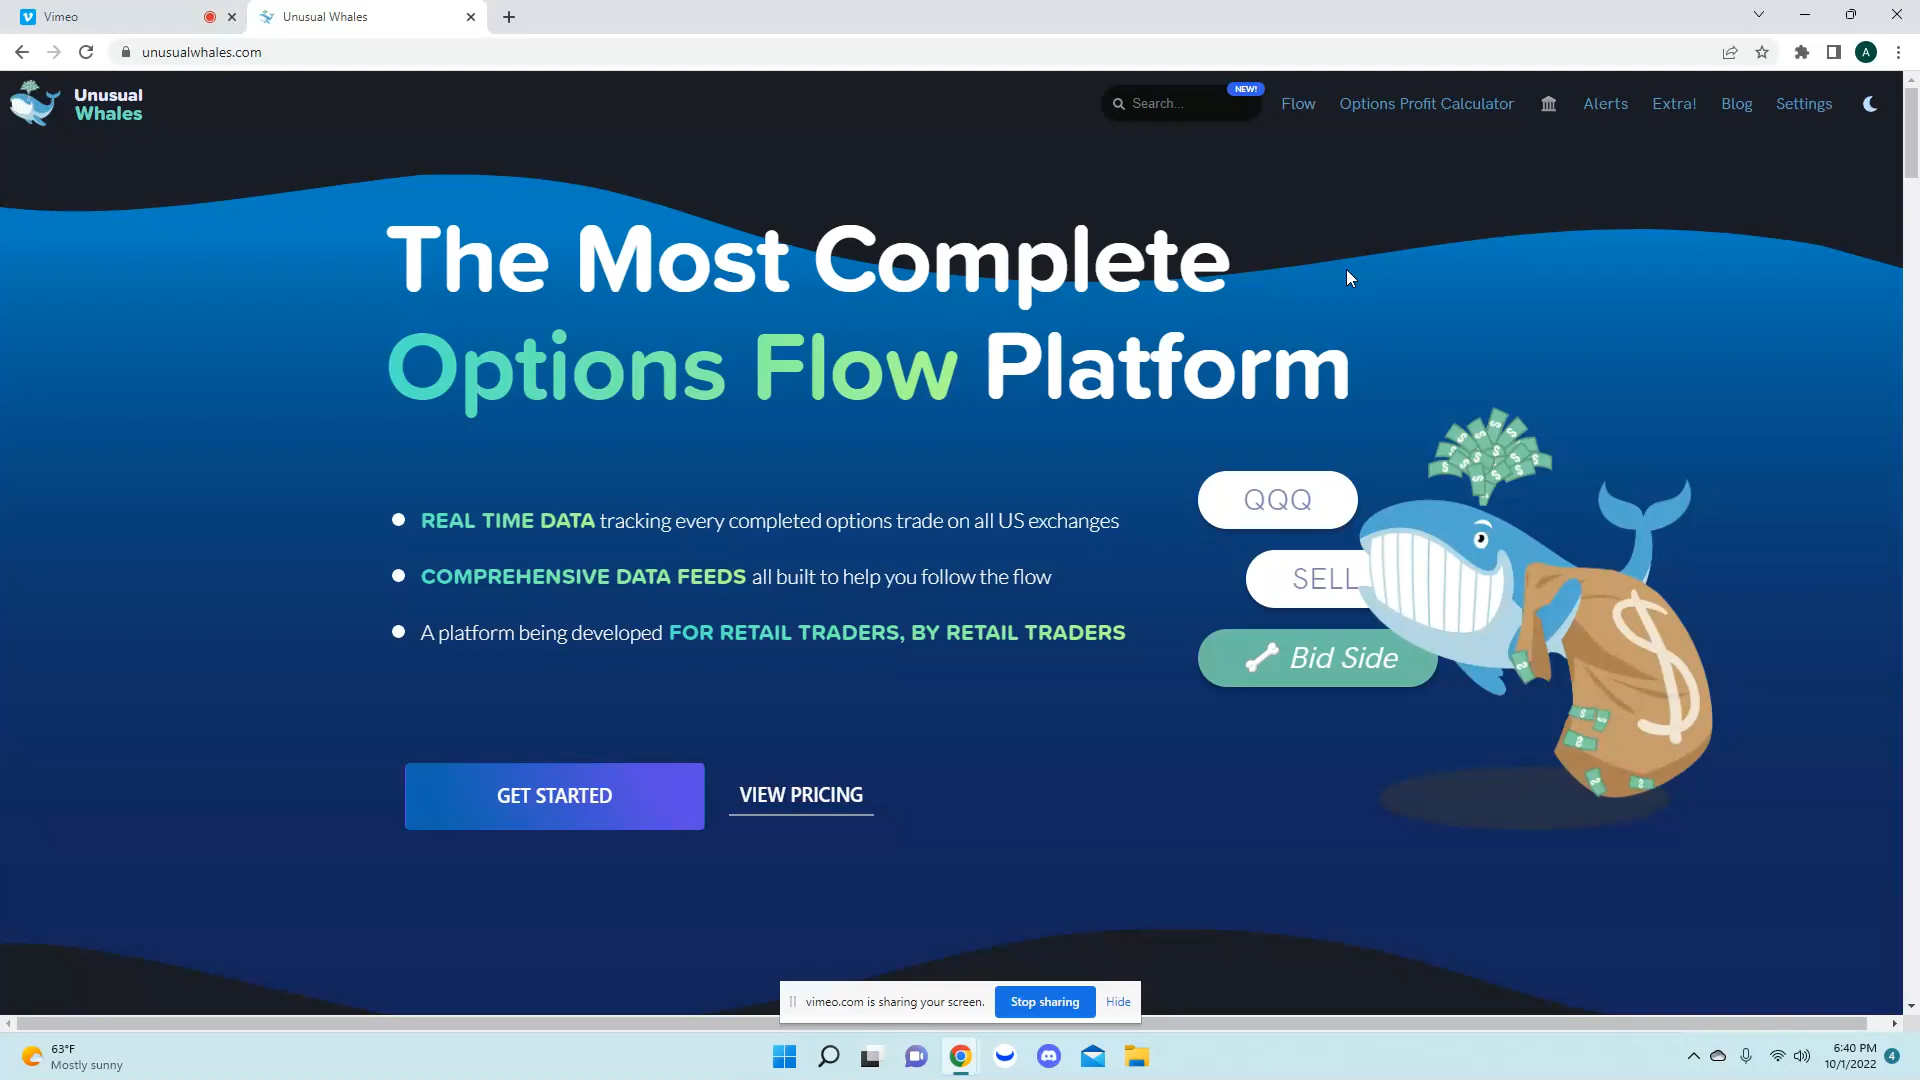 Vimeo
Unusual Whales
unusualwhales.com
A
Unusual
Whales
Search...
NEW!
Flow
Options Profit Calculator
Alerts
Extra!
Blog
Settings
The Most Complete
Options Flow Platform
REAL TIME DATA tracking every completed options trade on all US exchanges
COMPREHENSIVE DATA FEEDS all built to help you follow the flow
A platform being developed FOR RETAIL TRADERS, BY RETAIL TRADERS
QQQ
SELL
Bid Side
GET STARTED
VIEW PRICING
vimeo.com is sharing your screen.
Stop sharing
Hide
63°F
Mostly sunny
6:40 PM
10/1/2022
4